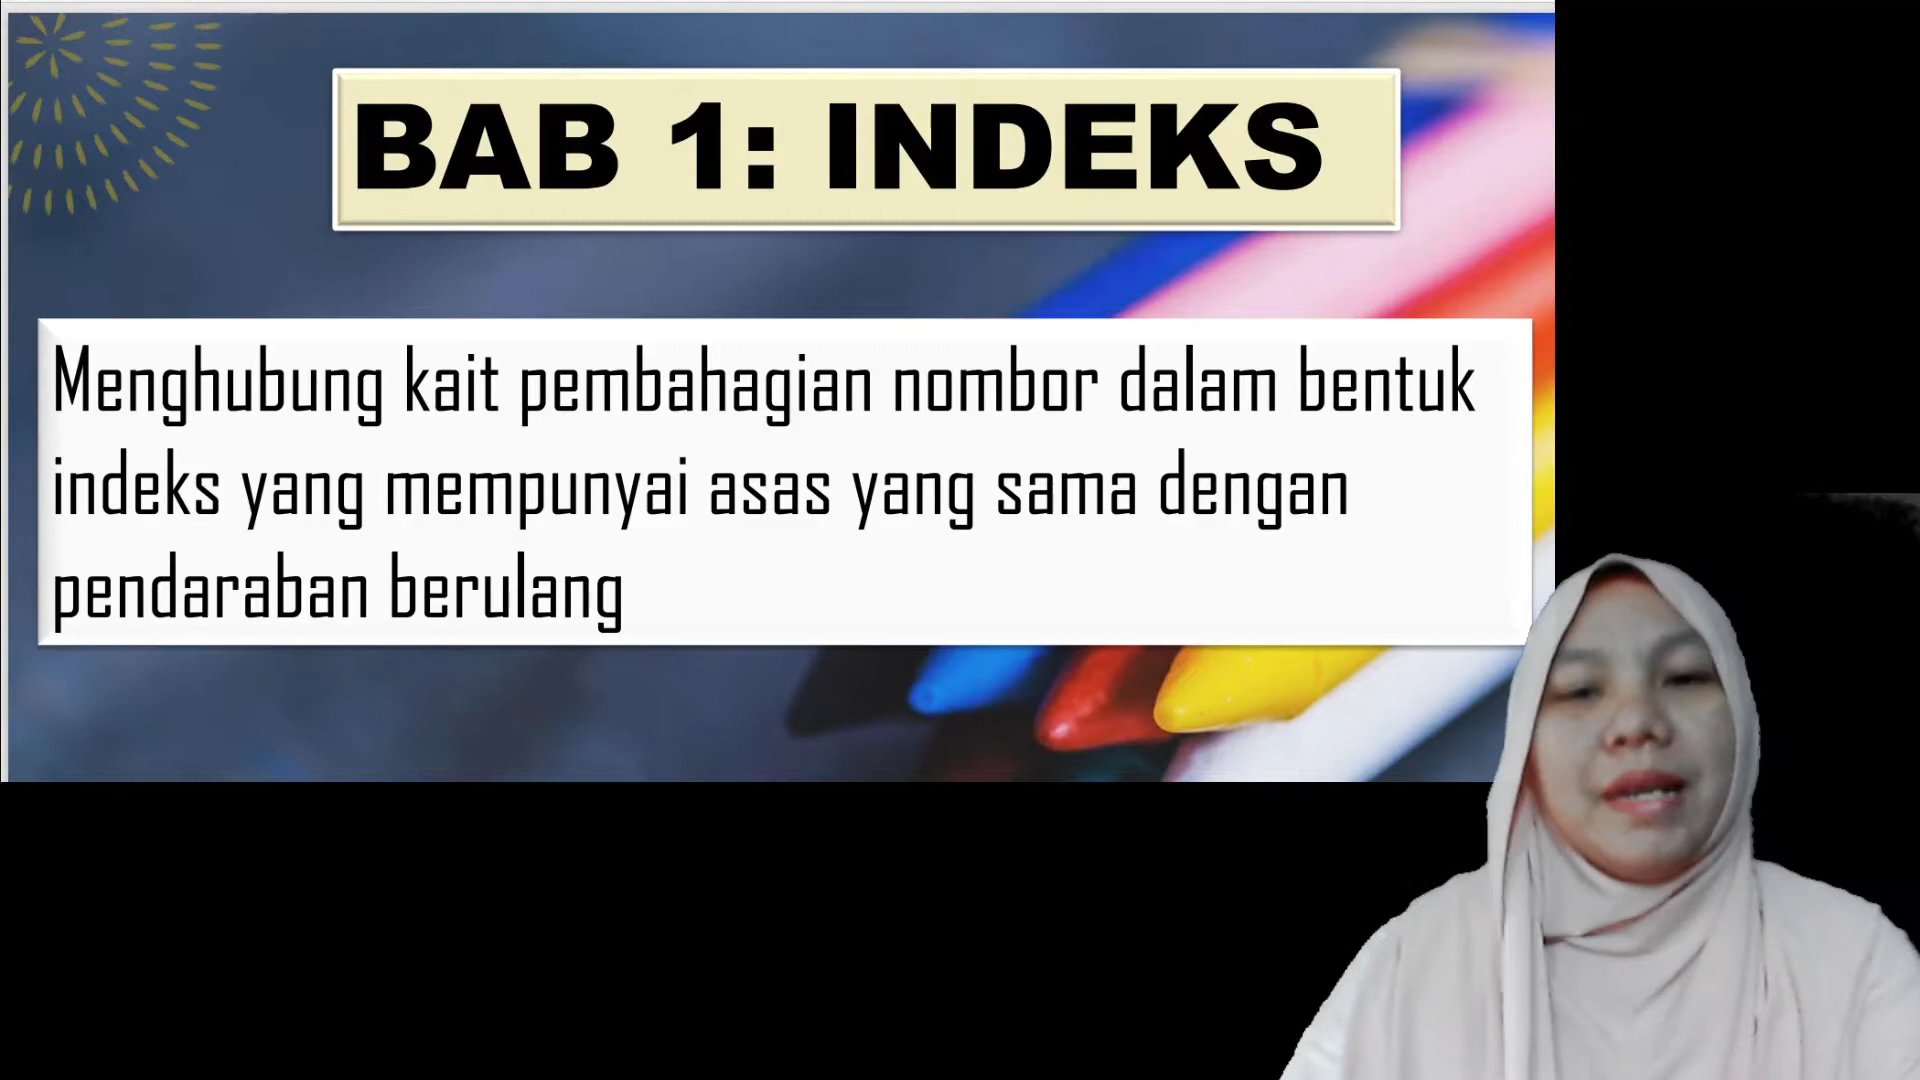 BAB 1: INDEKS
Menghubung kait pembahagian nombor dalam bentuk
indeks yang mempunyai asas yang sama dengan
pendaraban berulang